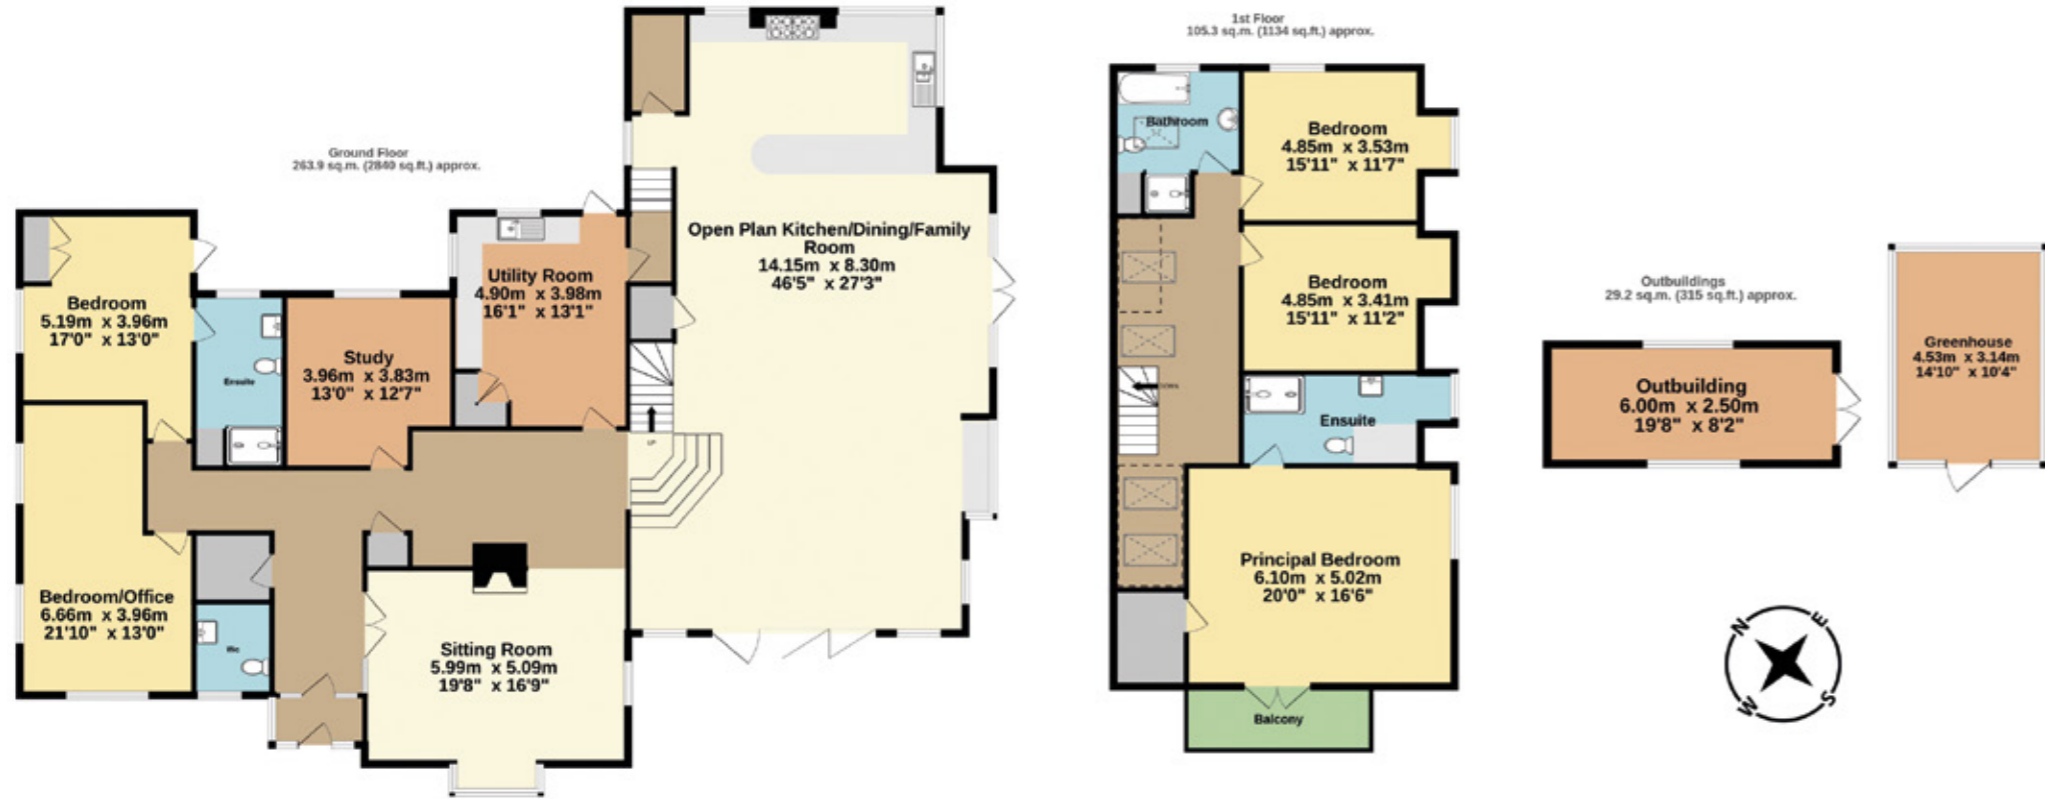 Ground Floor
263.9 sq.m. (2840 sq.ft.) approx.
Bedroom
5.19m x 3.96m
17'0" x 13'0"
Ensuite
Study
3.96m x 3.83m
13'0" x 12'7"
Utility Room
4.90m x 3.98m
16'1" x 13'1"
Open Plan Kitchen/Dining/Family
Room
14.15m x 8.30m
46'5" x 27'3"
UP
Bedroom/Office
6.66m x 3.96m
21'10" x 13'0"
Wc
Sitting Room
5.99m x 5.09m
19'8" x 16'9"
1st Floor
105.3 sq.m. (1134 sq.ft.) approx.
Bathroom
Bedroom
4.85m x 3.53m
15'11" x 11'7"
Bedroom
4.85m x 3.41m
15'11" x 11'2"
DOWN
Ensuite
Principal Bedroom
6.10m x 5.02m
20'0" x 16'6"
Balcony
Outbuildings
29.2 sq.m. (315 sq.ft.) approx.
Outbuilding
6.00m x 2.50m
19'8" x 8'2"
Greenhouse
4.53m x 3.14m
14'10" x 10'4"
N
E
W
S